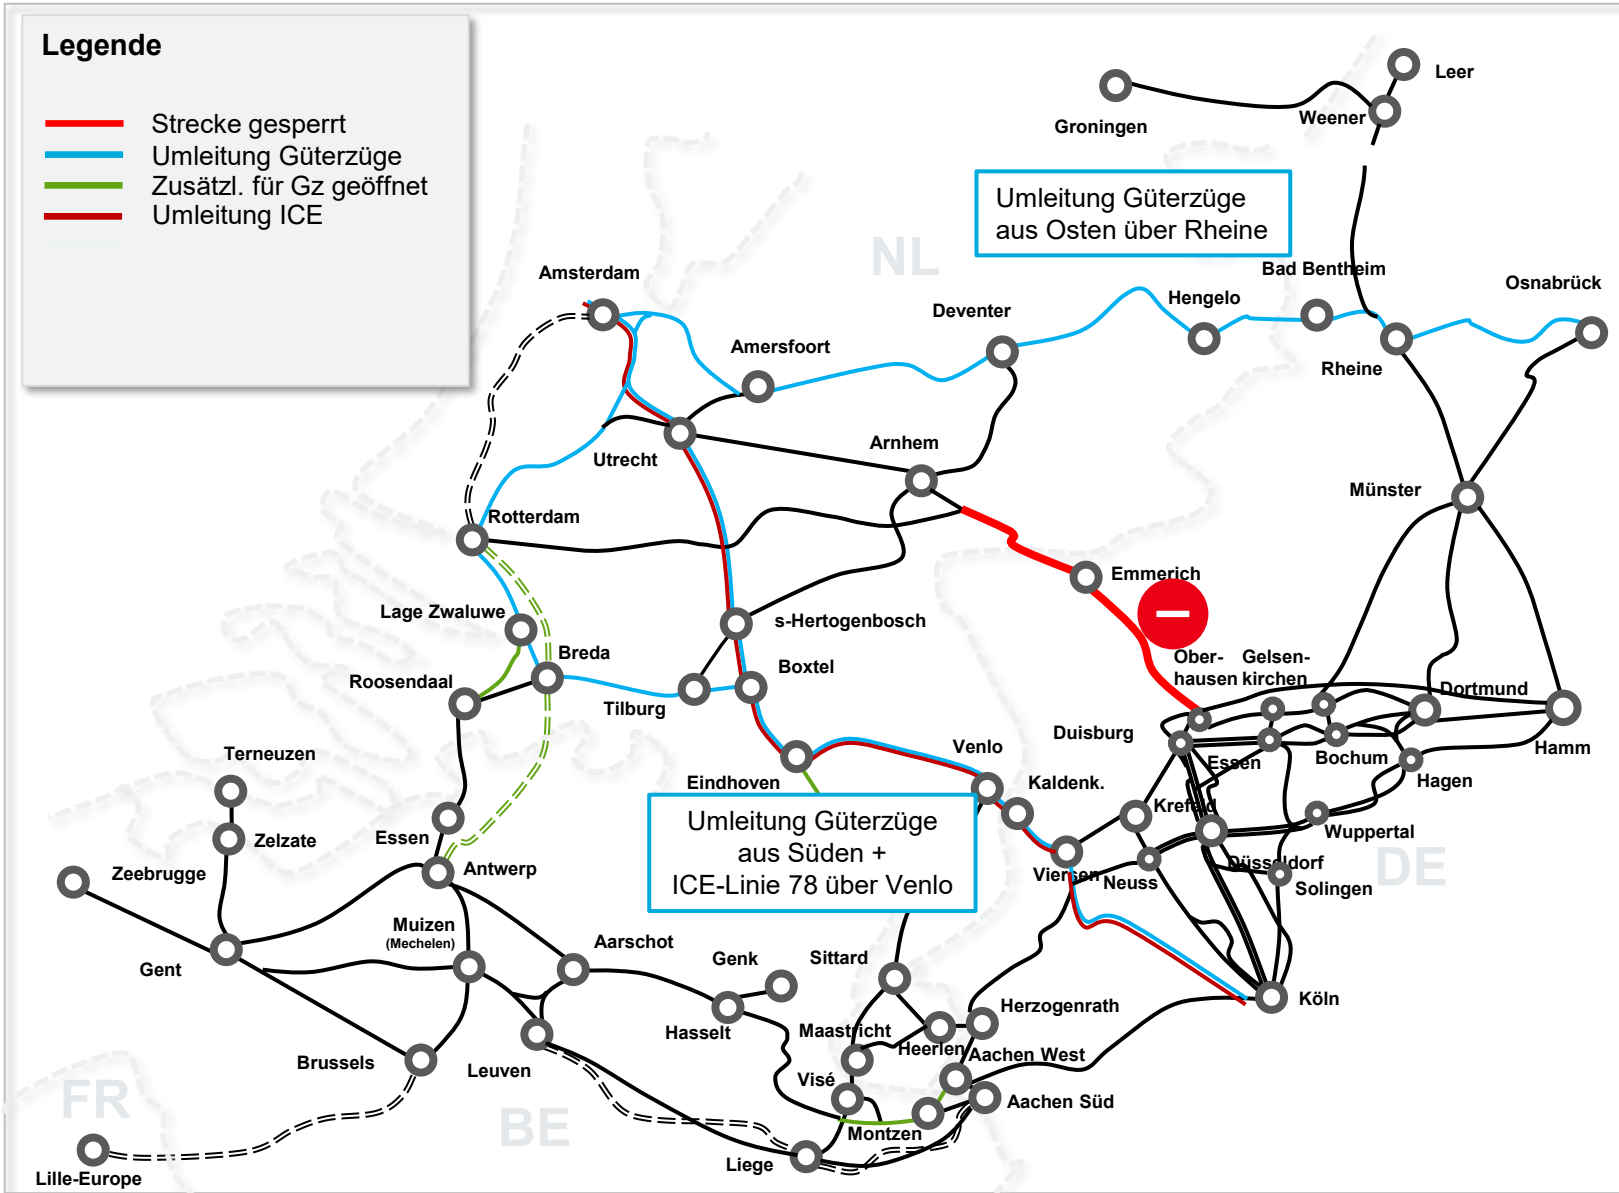 Legende
Strecke gesperrt
Umleitung Güterzüge
Zusätzl. für Gz geöffnet
Umleitung ICE
Leer
Groningen
Weener
Umleitung Güterzüge
aus Osten über Rheine
NL
Amsterdam
Bad Bentheim
Osnabrück
Hengelo
Deventer
Amersfoort
Rheine
Arnhem
Utrecht
Münster
Rotterdam
Emmerich
Lage Zwaluwe
s-Hertogenbosch
Breda
Ober-
hausen
Gelsen-
kirchen
Boxtel
Roosendaal
Tilburg
Dortmund
Duisburg
Venlo
Hamm
Terneuzen
Essen
Bochum
Eindhoven
Kaldenk.
Hagen
Krefeld
Umleitung Güterzüge
aus Süden +
ICE-Linie 78 über Venlo
Essen
Wuppertal
Zelzate
Zeebrugge
Antwerp
Viersen
Neuss
Düsseldorf
DE
Solingen
Muizen
(Mechelen)
Aarschot
Genk
Sittard
Gent
Köln
Herzogenrath
Hasselt
Maastricht
Heerlen
Aachen West
Brussels
Leuven
Visé
FR
Aachen Süd
BE
Montzen
Liege
Lille-Europe